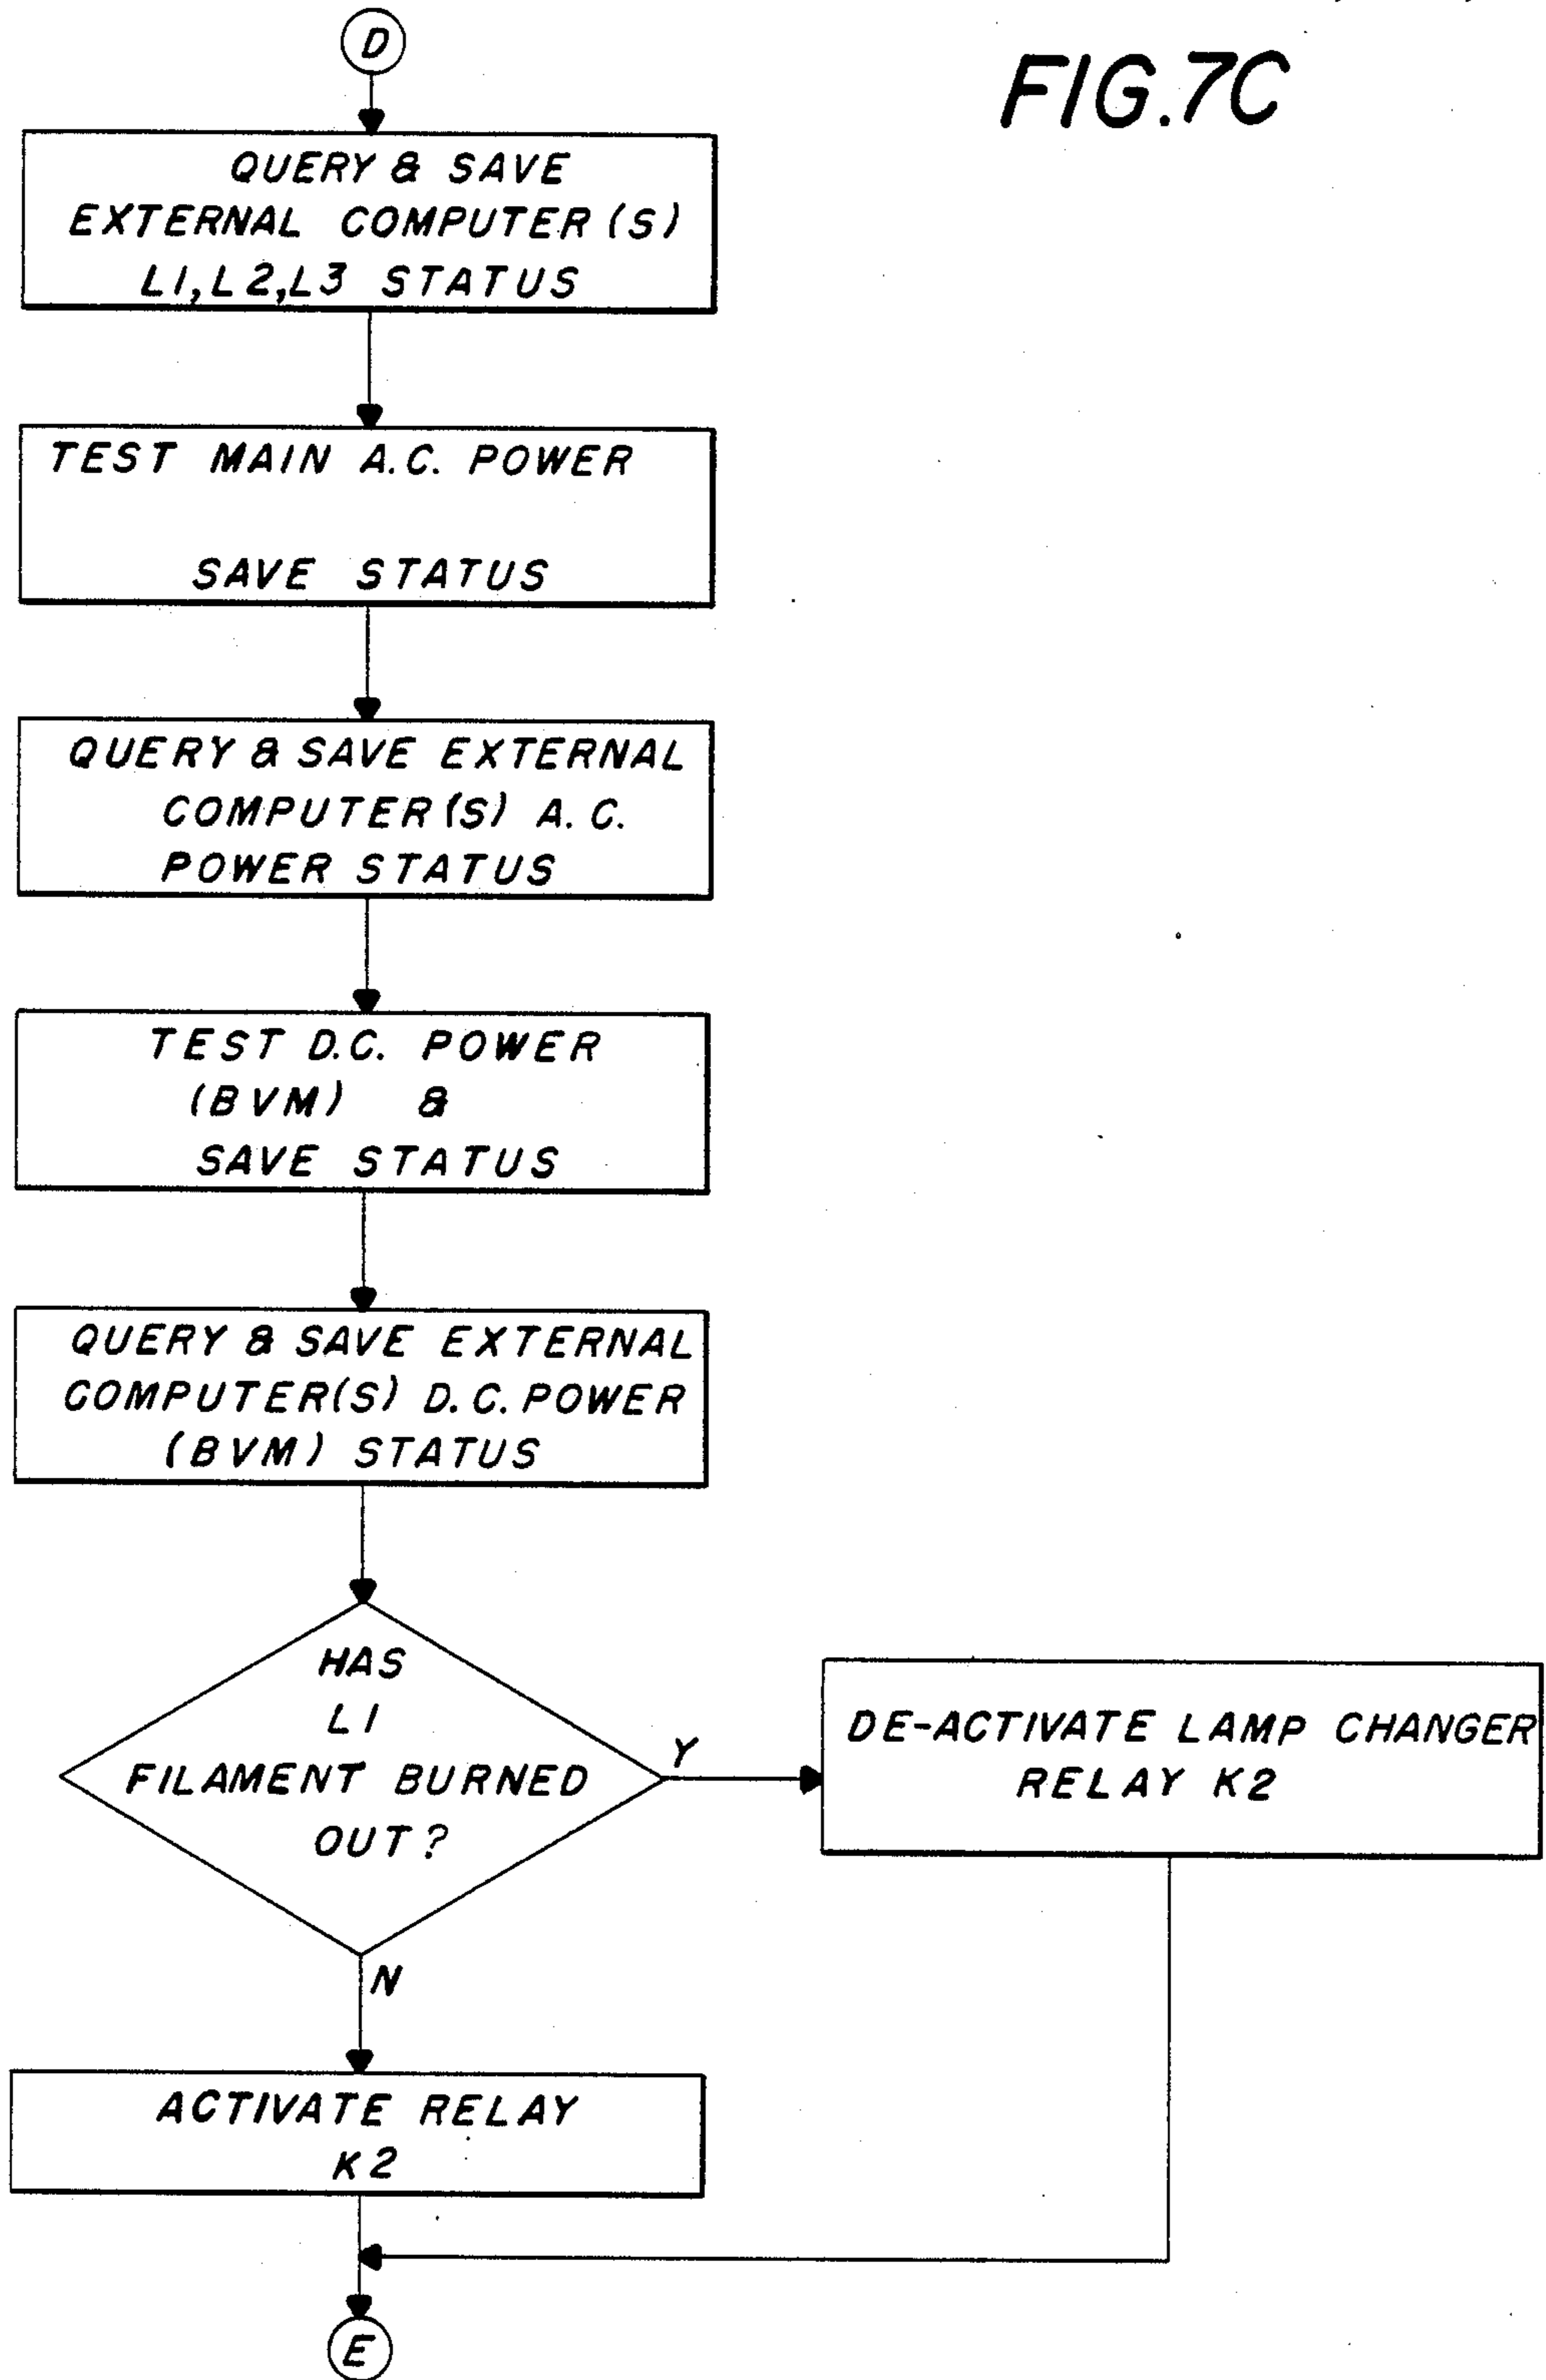 D
FIG.7C
QUERY & SAVE
EXTERNAL COMPUTER(S)
L1,L2,L3 STATUS
TEST MAIN A.C. POWER
SAVE STATUS
QUERY & SAVE EXTERNAL
COMPUTER(S) A.C.
POWER STATUS
TEST D.C. POWER
(BVM) &
SAVE STATUS
QUERY & SAVE EXTERNAL
COMPUTER(S) D.C. POWER
(BVM) STATUS
HAS
L1
FILAMENT BURNED
OUT?
Y
DE-ACTIVATE LAMP CHANGER
RELAY K2
N
ACTIVATE RELAY
K2
E